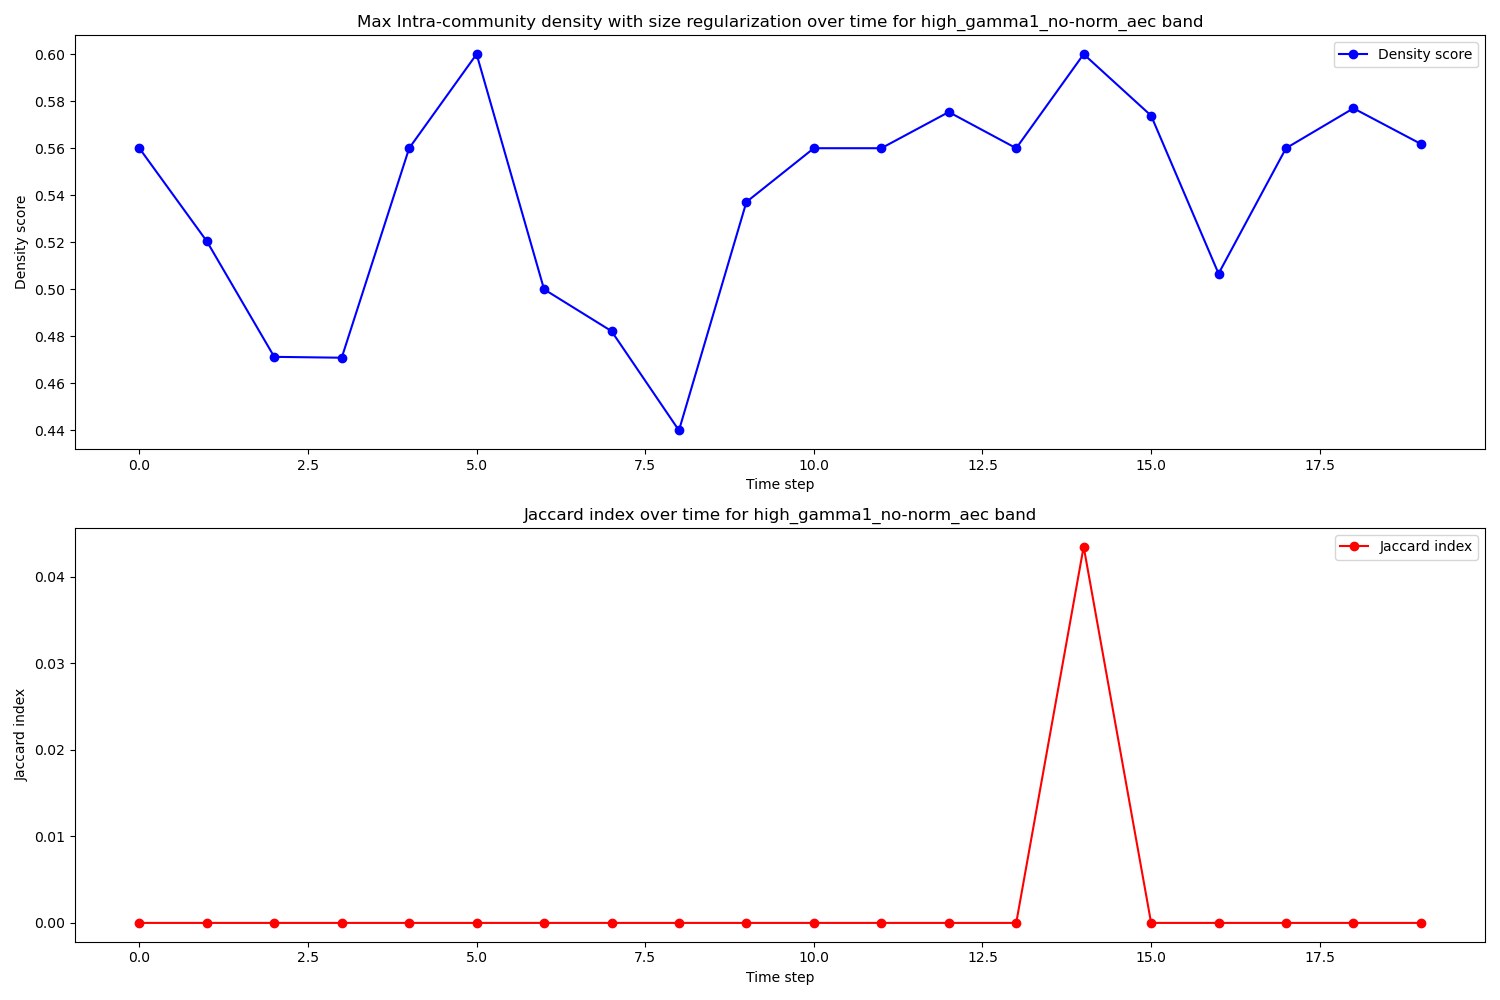 Max Intra-community density with size regularization over time for high_gamma1_no-norm_aec band
Density score
0.60
0.58
0.56
0.54
0.52
0.50
0.48
0.46
0.44
Density score
0.0 2.5 5.0 7.5 10.0 12.5 15.0 17.5
Time step
Jaccard index over time for high_gamma1_no-norm_aec band
Jaccard index
0.04
0.03
0.02
0.01
0.00
Jaccard index
0.0 2.5 5.0 7.5 10.0 12.5 15.0 17.5
Time step